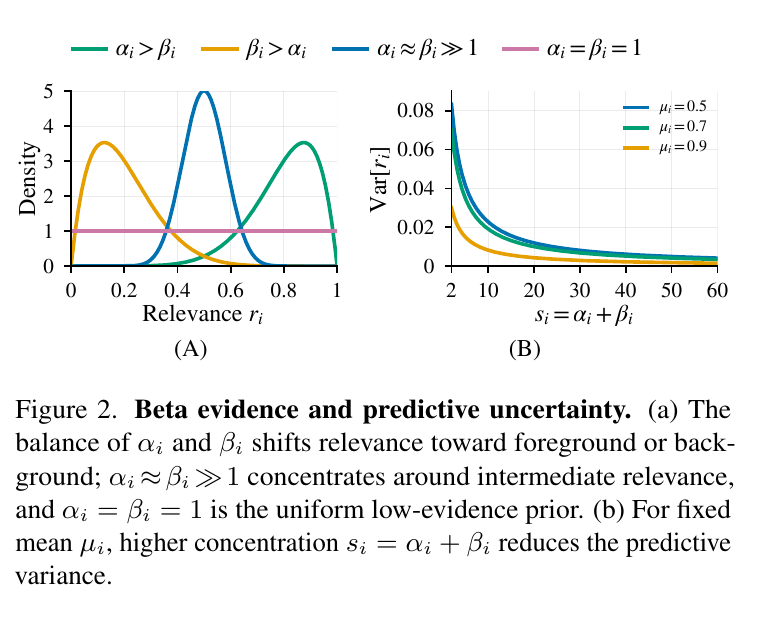 αᵢ > βᵢ βᵢ > αᵢ αᵢ ≈ βᵢ ≫ 1 αᵢ = βᵢ = 1
Density
5
4
3
2
1
0
0 0.2 0.4 0.6 0.8 1
Relevance rᵢ
(A)
Var[rᵢ]
0.08
0.06
0.04
0.02
0
μᵢ=0.5
μᵢ=0.7
μᵢ=0.9
2 10 20 30 40 50 60
sᵢ = αᵢ + βᵢ
(B)
Figure 2. Beta evidence and predictive uncertainty. (a) The
balance of αᵢ and βᵢ shifts relevance toward foreground or back-
ground; αᵢ ≈ βᵢ ≫ 1 concentrates around intermediate relevance,
and αᵢ = βᵢ = 1 is the uniform low-evidence prior. (b) For fixed
mean μᵢ, higher concentration sᵢ = αᵢ + βᵢ reduces the predictive
variance.